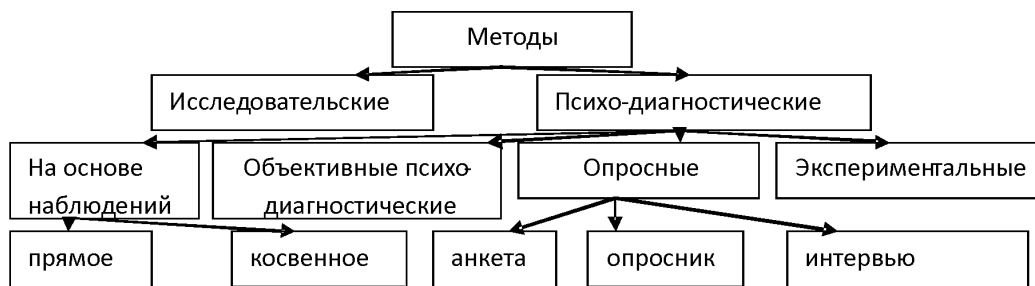 Методы
Исследовательские
Психо-диагностические
На основе
наблюдений
Объективные психо-
диагностические
Опросные
Экспериментальные
прямое
косвенное
анкета
опросник
интервью